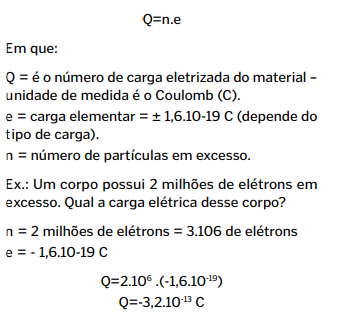 Q=n.e
Em que:
Q = é o número de carga eletrizada do material –
unidade de medida é o Coulomb (C).
e = carga elementar = ± 1,6.10-19 C (depende do
tipo de carga).
n = número de partículas em excesso.
Ex.: Um corpo possui 2 milhões de elétrons em
excesso. Qual a carga elétrica desse corpo?
n = 2 milhões de elétrons = 3.106 de elétrons
e = - 1,6.10-19 C
Q=2.10⁶ .(-1,6.10⁻¹⁹)
Q=-3,2.10⁻¹³ C